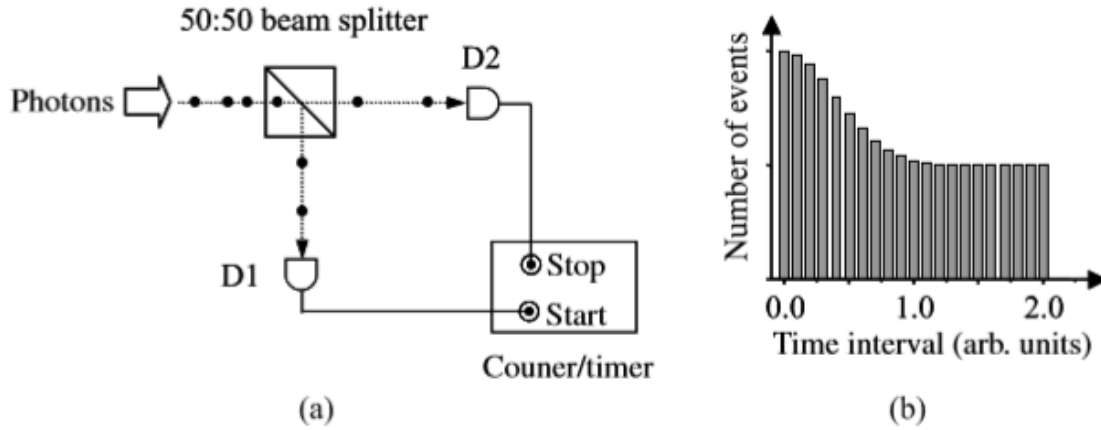 50:50 beam splitter
D2
Photons
D1
Stop
Start
Couner/timer
(a)
Number of events
0.0 1.0 2.0
Time interval (arb. units)
(b)